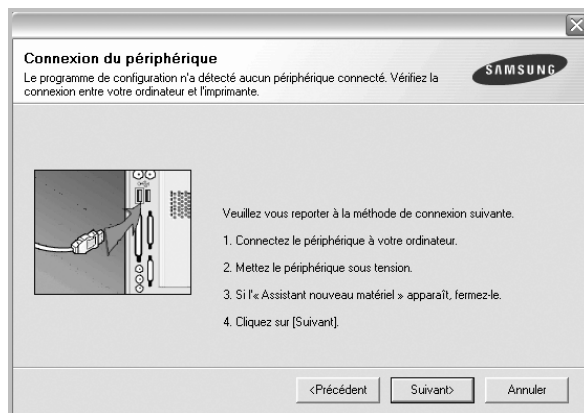 Connexion du périphérique
Le programme de configuration n'a détecté aucun périphérique connecté. Vérifiez la
connexion entre votre ordinateur et l'imprimante.
SAMSUNG
Veuillez vous reporter à la méthode de connexion suivante.
1. Connectez le périphérique à votre ordinateur.
2. Mettez le périphérique sous tension.
3. Si l'« Assistant nouveau matériel » apparaît, fermez-le.
4. Cliquez sur [Suivant].
<Précédent
Suivant>
Annuler